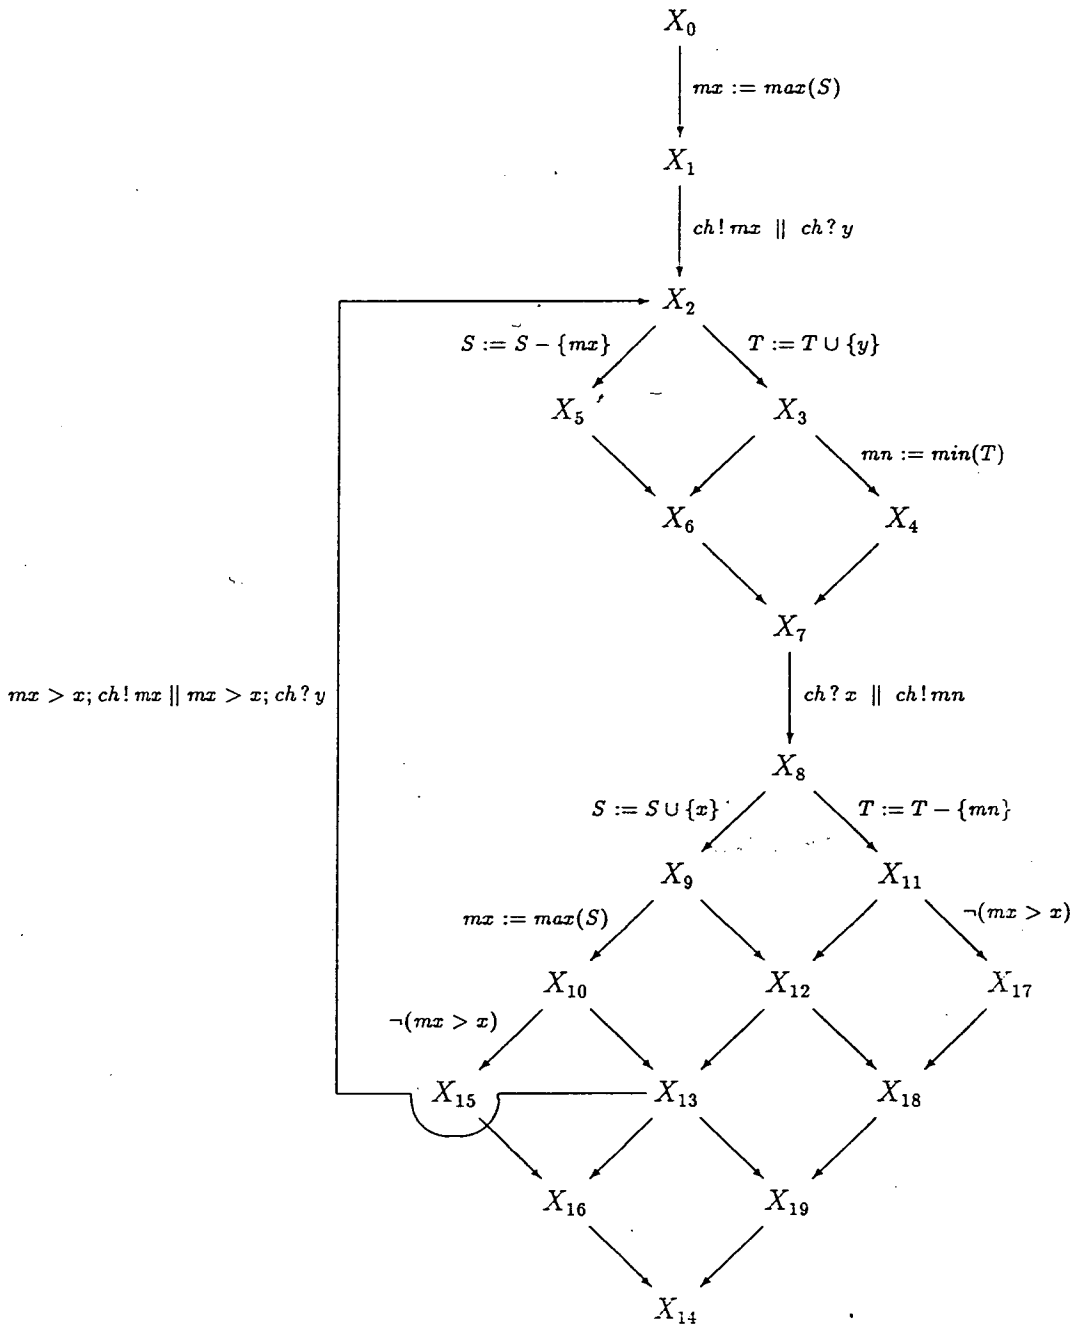 X₀
mx := max(S)
X₁
ch! mx || ch? y
X₂
S := S − {mx} T := T ∪ {y}
X₅ X₃
mn := min(T)
X₆ X₄
X₇
mx > x; ch! mx || mx > x; ch? y ch? x || ch! mn
X₈
S := S ∪ {x} T := T − {mn}
X₉ X₁₁
mx := max(S) ¬(mx > x)
X₁₀ X₁₂ X₁₇
¬(mx > x)
X₁₅ X₁₃ X₁₈
X₁₆ X₁₉
X₁₄